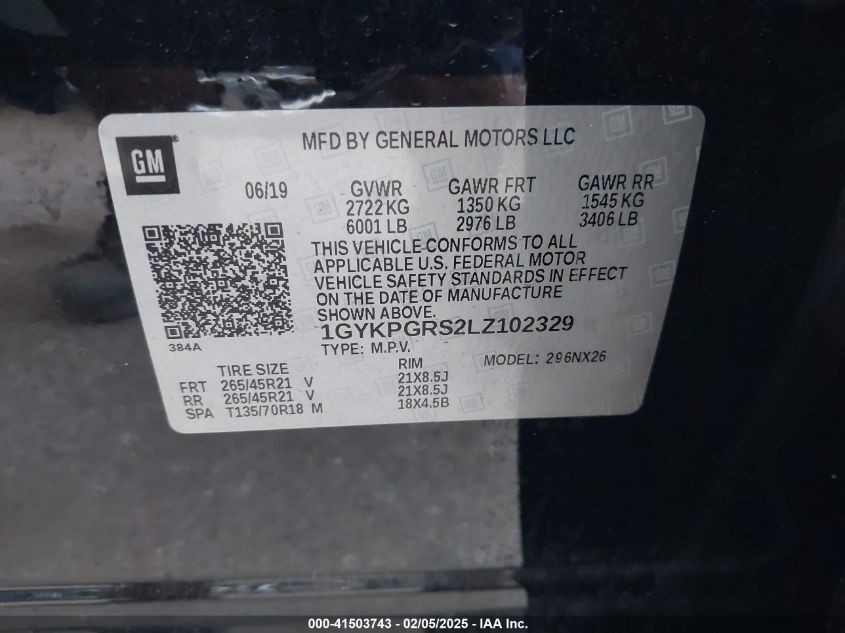 GM
MFD BY GENERAL MOTORS LLC
06/19 GVWR GAWR FRT GAWR RR
2722 KG 1350 KG 1545 KG
6001 LB 2976 LB 3406 LB
THIS VEHICLE CONFORMS TO ALL
APPLICABLE U.S. FEDERAL MOTOR
VEHICLE SAFETY STANDARDS IN EFFECT
ON THE DATE OF MANUFACTURE
SHOWN ABOVE.
1GYKPGRS2LZ102329
384A
TYPE: M.P.V. MODEL: 296NX26
TIRE SIZE RIM
FRT 265/45R21 V 21X8.5J
RR 265/45R21 V 21X8.5J
SPA T135/70R18 M 18X4.5B
000-41503743 - 02/05/2025 - IAA Inc.